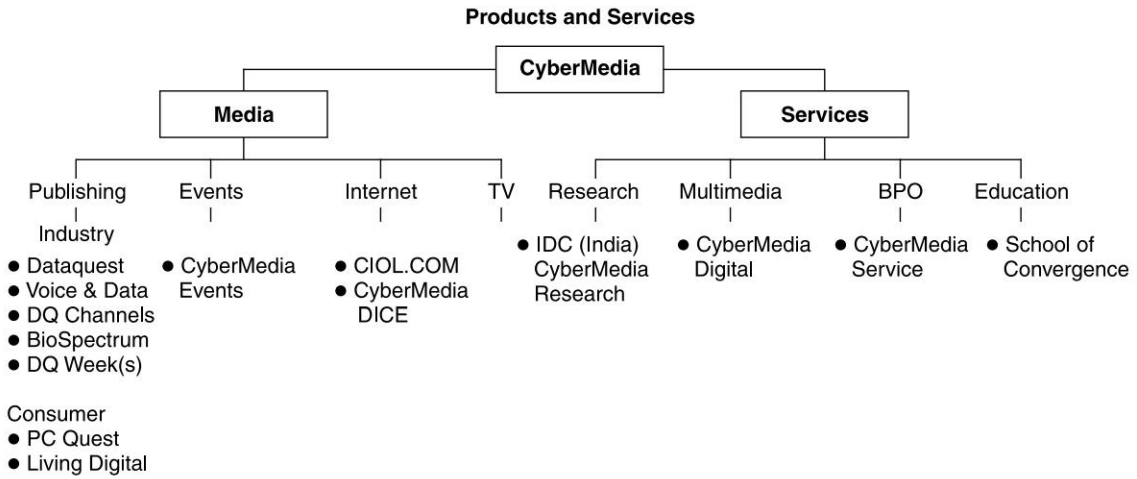 Products and Services
CyberMedia
Media
Services
Publishing
Events
Internet
TV
Research
Multimedia
BPO
Education
Industry
● Dataquest
● Voice & Data
● DQ Channels
● BioSpectrum
● DQ Week(s)
Consumer
● PC Quest
● Living Digital
● CyberMedia
Events
● CIOL.COM
● CyberMedia
DICE
● IDC (India)
CyberMedia
Research
● CyberMedia
Digital
● CyberMedia
Service
● School of
Convergence